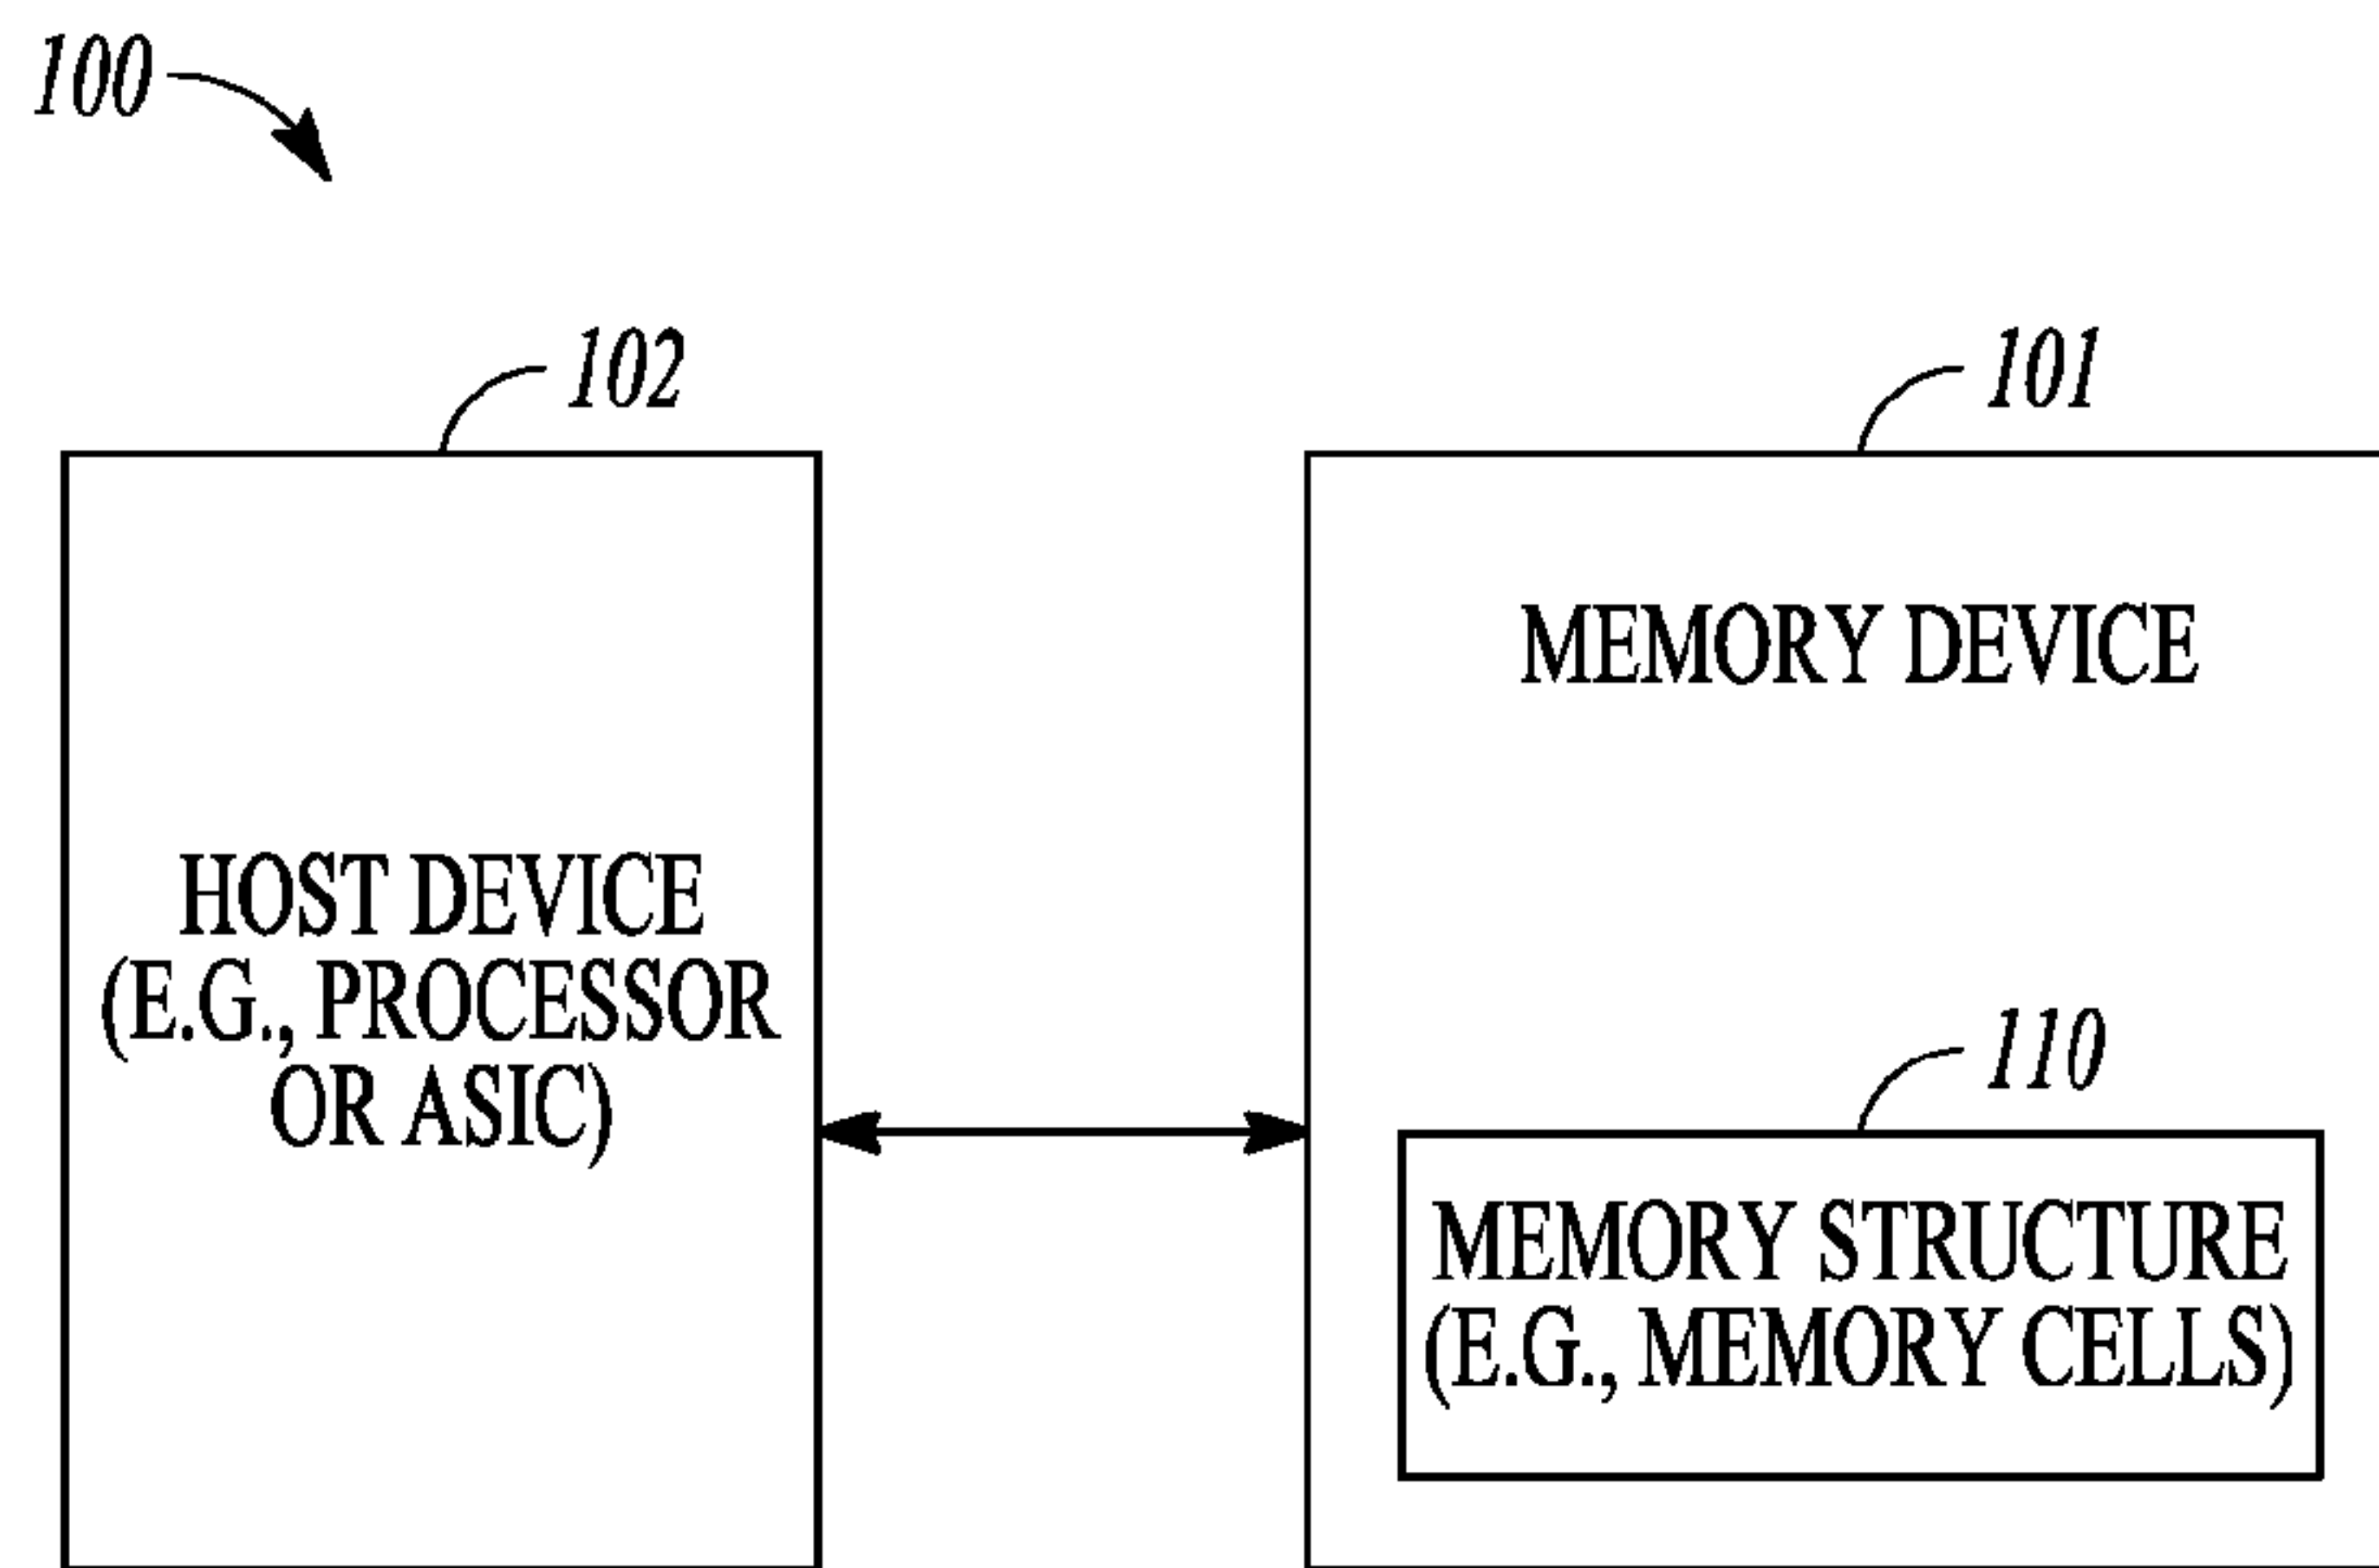 100
102
101
MEMORY DEVICE
HOST DEVICE
(E.G., PROCESSOR
OR ASIC)
110
MEMORY STRUCTURE
(E.G., MEMORY CELLS)